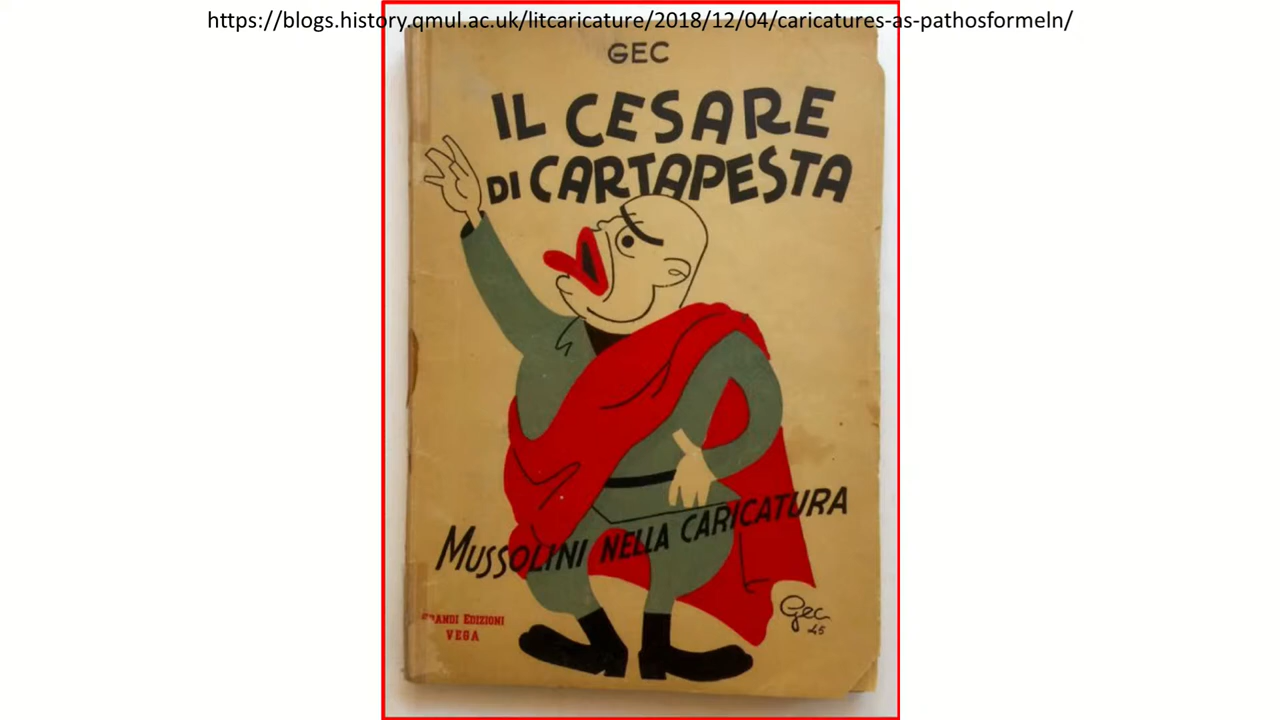 https://blogs.history.qmul.ac.uk/litcaricature/2018/12/04/caricatures-as-pathosformeln/
GEC
IL CESARE
DI CARTAPESTA
MUSSOLINI NELLA CARICATURA
Gec
45
GRANDI EDIZIONI
VEGA